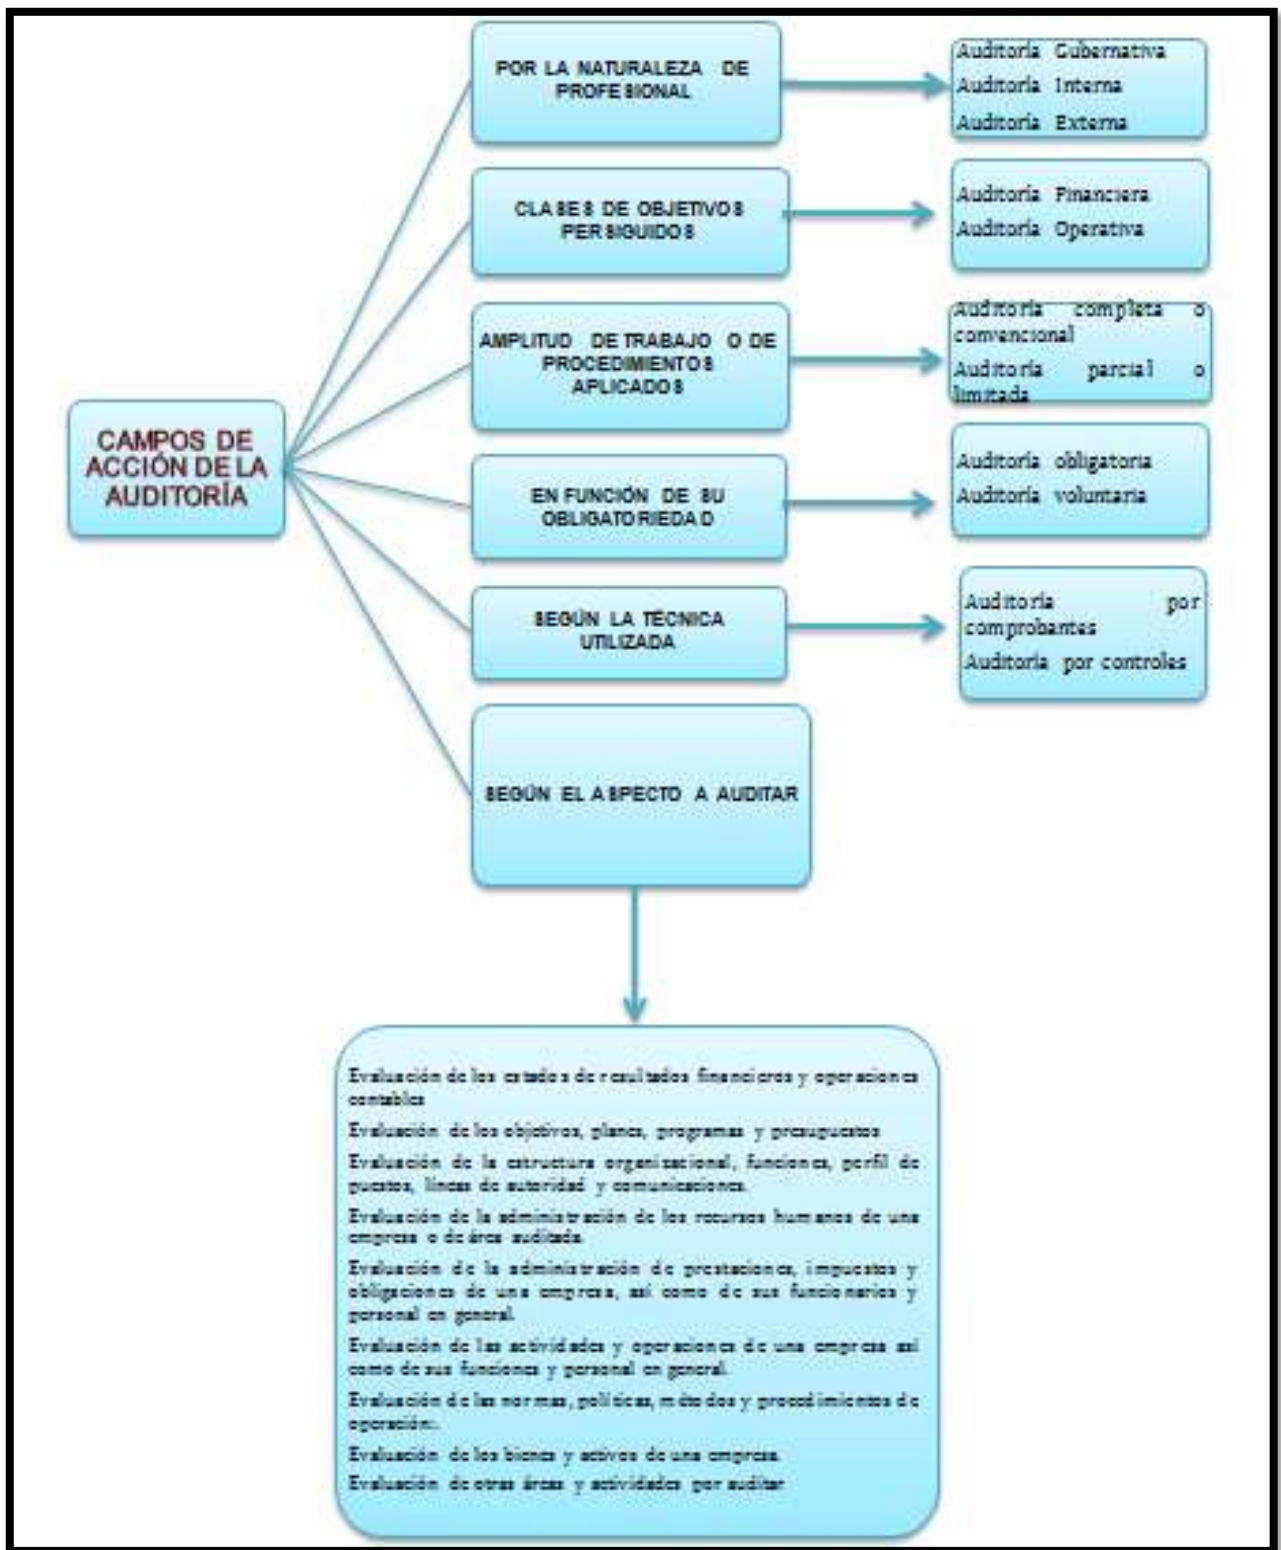 POR LA NATURALEZA DE
PROFESIONAL
Auditoría Gubernativa
Auditoría Interna
Auditoría Externa
CLASES DE OBJETIVOS
PERSIGUIDOS
Auditoría Financiera
Auditoría Operativa
AMPLITUD DE TRABAJO O DE
PROCEDIMIENTOS
APLICADOS
Auditoría completa o
convencional
Auditoría parcial o
limitada
CAMPOS DE
ACCIÓN DE LA
AUDITORÍA
EN FUNCIÓN DE SU
OBLIGATORIEDAD
Auditoría obligatoria
Auditoría voluntaria
SEGÚN LA TÉCNICA
UTILIZADA
Auditoría por
comprobantes
Auditoría por controles
SEGÚN EL ASPECTO A AUDITAR
Evaluación de los estados de resultados financieros y operaciones
contables
Evaluación de los objetivos, planes, programas y presupuestos
Evaluación de la estructura organizacional, funciones, perfil de
puestos, líneas de autoridad y comunicaciones.
Evaluación de la administración de los recursos humanos de una
empresa o de área auditada.
Evaluación de la administración de prestaciones, impuestos y
obligaciones de una empresa, así como de sus funcionarios y
personal en general.
Evaluación de las actividades y operaciones de una empresa así
como de sus funciones y personal en general.
Evaluación de las normas, políticas, métodos y procedimientos de
operación:.
Evaluación de los bienes y activos de una empresa.
Evaluación de otras áreas y actividades por auditar